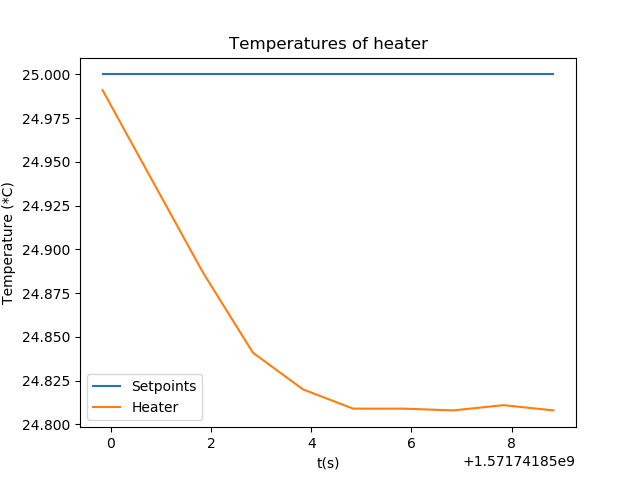 Temperatures of heater
Temperature (*C)
25.000
24.975
24.950
24.925
24.900
24.875
24.850
24.825
24.800
Setpoints
Heater
0 2 4 6 8
t(s)
+1.57174185e9